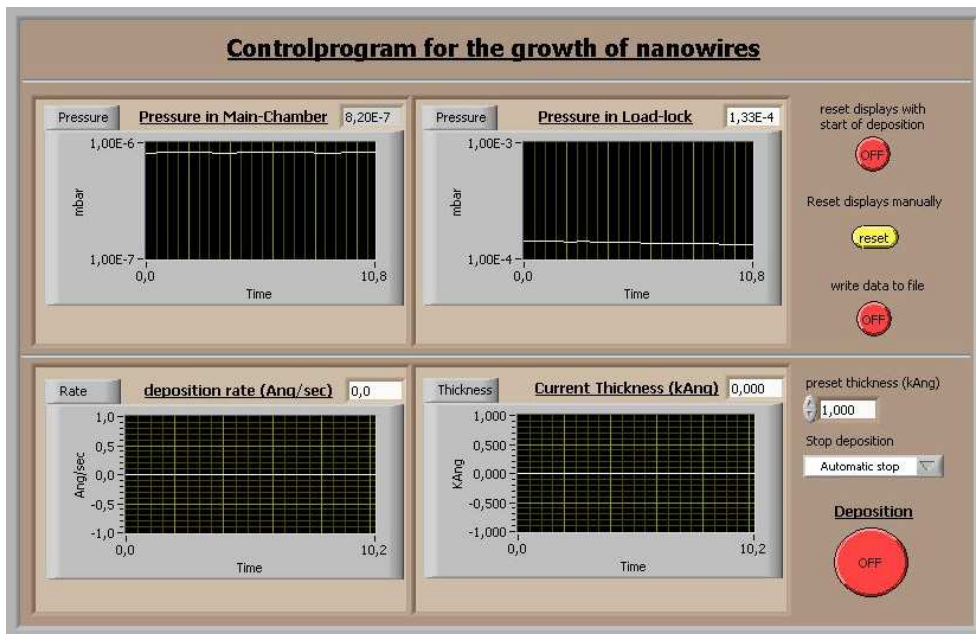 Controlprogram for the growth of nanowires
Pressure
Pressure in Main-Chamber
8,20E-7
1,00E-6
mbar
1,00E-7
0,0
10,8
Time
Pressure
Pressure in Load-lock
1,33E-4
1,00E-3
mbar
1,00E-4
0,0
10,8
Time
reset displays with
start of deposition
OFF
Reset displays manually
reset
write data to file
OFF
Rate
deposition rate (Ang/sec)
0,0
1,0
0,5
0,0
-0,5
-1,0
Ang/sec
0,0
10,2
Time
Thickness
Current Thickness (kAng)
0,000
1,000
0,500
0,000
-0,500
-1,000
KAng
0,0
10,2
Time
preset thickness (kAng)
1,000
Stop deposition
Automatic stop
Deposition
OFF